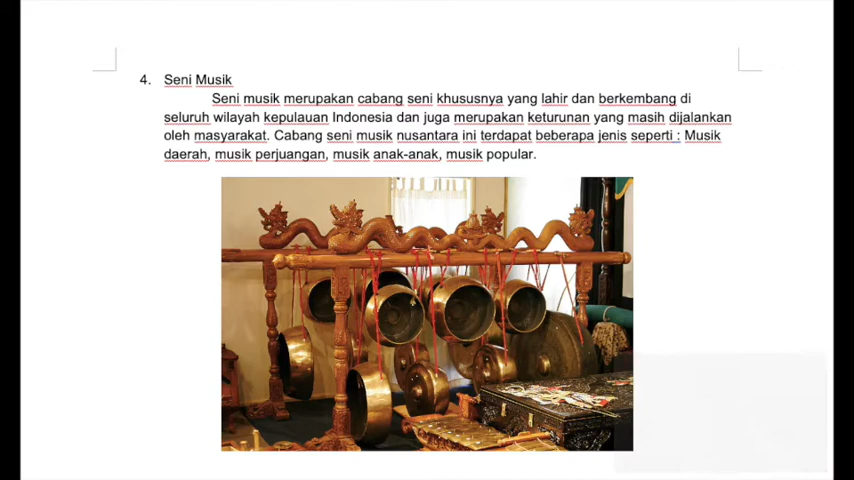 4. Seni Musik
Seni musik merupakan cabang seni khususnya yang lahir dan berkembang di
seluruh wilayah kepulauan Indonesia dan juga merupakan keturunan yang masih dijalankan
oleh masyarakat. Cabang seni musik nusantara ini terdapat beberapa jenis seperti : Musik
daerah, musik perjuangan, musik anak-anak, musik popular.